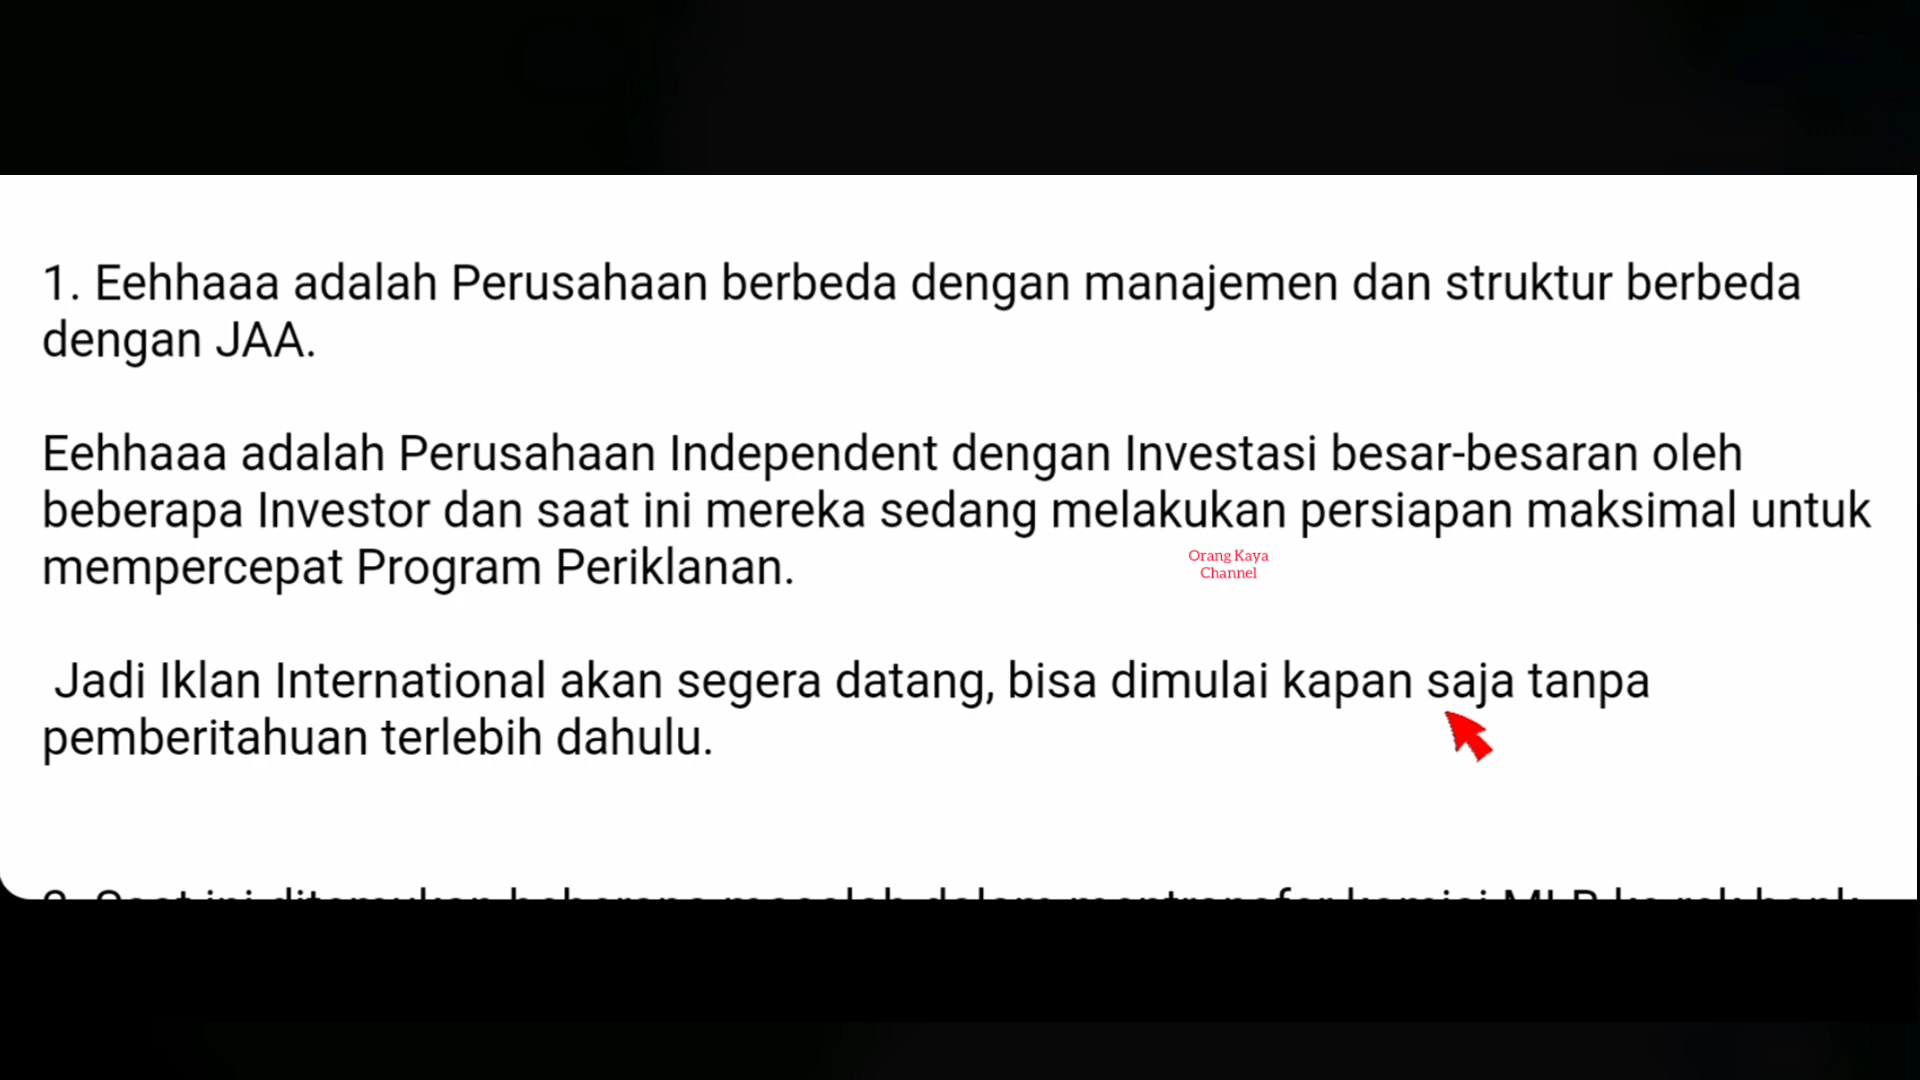 1. Eehhaaa adalah Perusahaan berbeda dengan manajemen dan struktur berbeda
dengan JAA.
Eehhaaa adalah Perusahaan Independent dengan Investasi besar-besaran oleh
beberapa Investor dan saat ini mereka sedang melakukan persiapan maksimal untuk
mempercepat Program Periklanan.
Orang Kaya
Channel
Jadi Iklan International akan segera datang, bisa dimulai kapan saja tanpa
pemberitahuan terlebih dahulu.